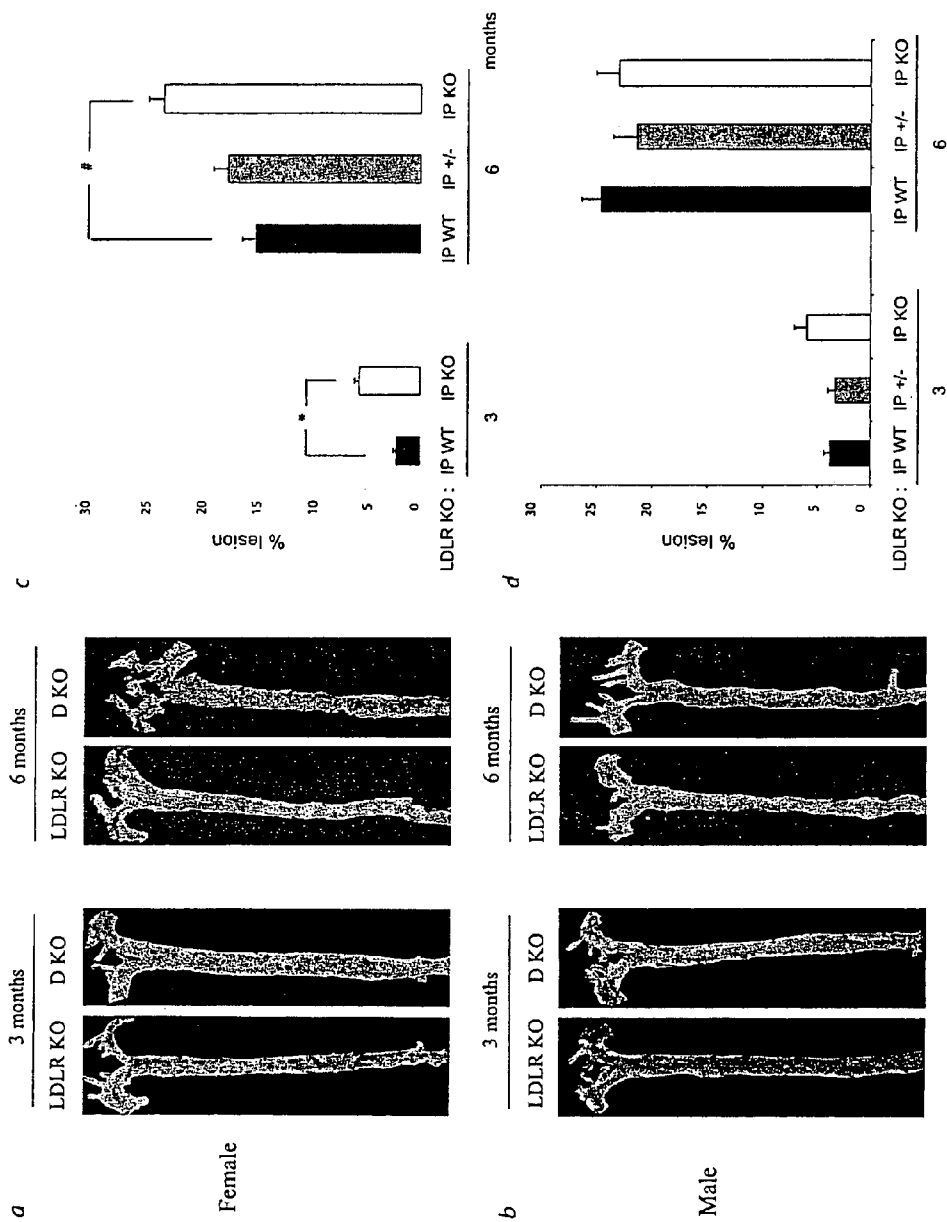 a
3 months
6 months
LDLR KO
D KO
LDLR KO
D KO
Female
b
3 months
6 months
LDLR KO
D KO
LDLR KO
D KO
Male
c
% lesion
30
25
20
15
10
5
0
*
#
LDLR KO : IP WT IP KO IP WT IP +/- IP KO
3 6 months
d
% lesion
30
25
20
15
10
5
0
LDLR KO : IP WT IP +/- IP KO IP WT IP +/- IP KO
3 6